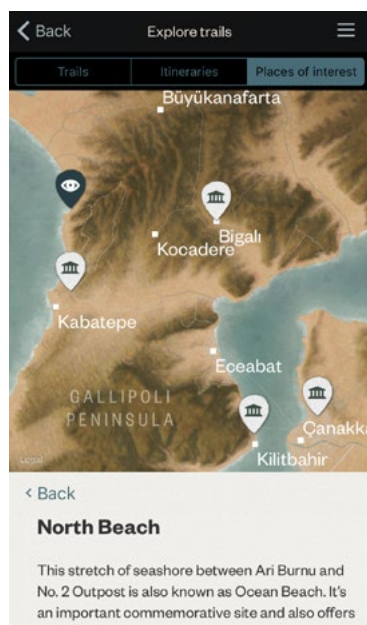 Back
Explore trails
Trails
Itineraries
Places of interest
Büyükanafarta
Bigalı
Kocadere
Kabatepe
Eceabat
GALLIPOLI
PENINSULA
Çanakka
Kilitbahir
Legal
< Back
North Beach
This stretch of seashore between Ari Burnu and
No. 2 Outpost is also known as Ocean Beach. It's
an important commemorative site and also offers